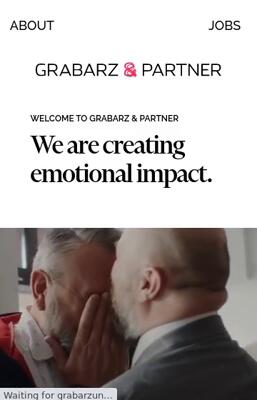 ABOUT
JOBS
GRABARZ & PARTNER
WELCOME TO GRABARZ & PARTNER
We are creating
emotional impact.
Waiting for grabarzun...